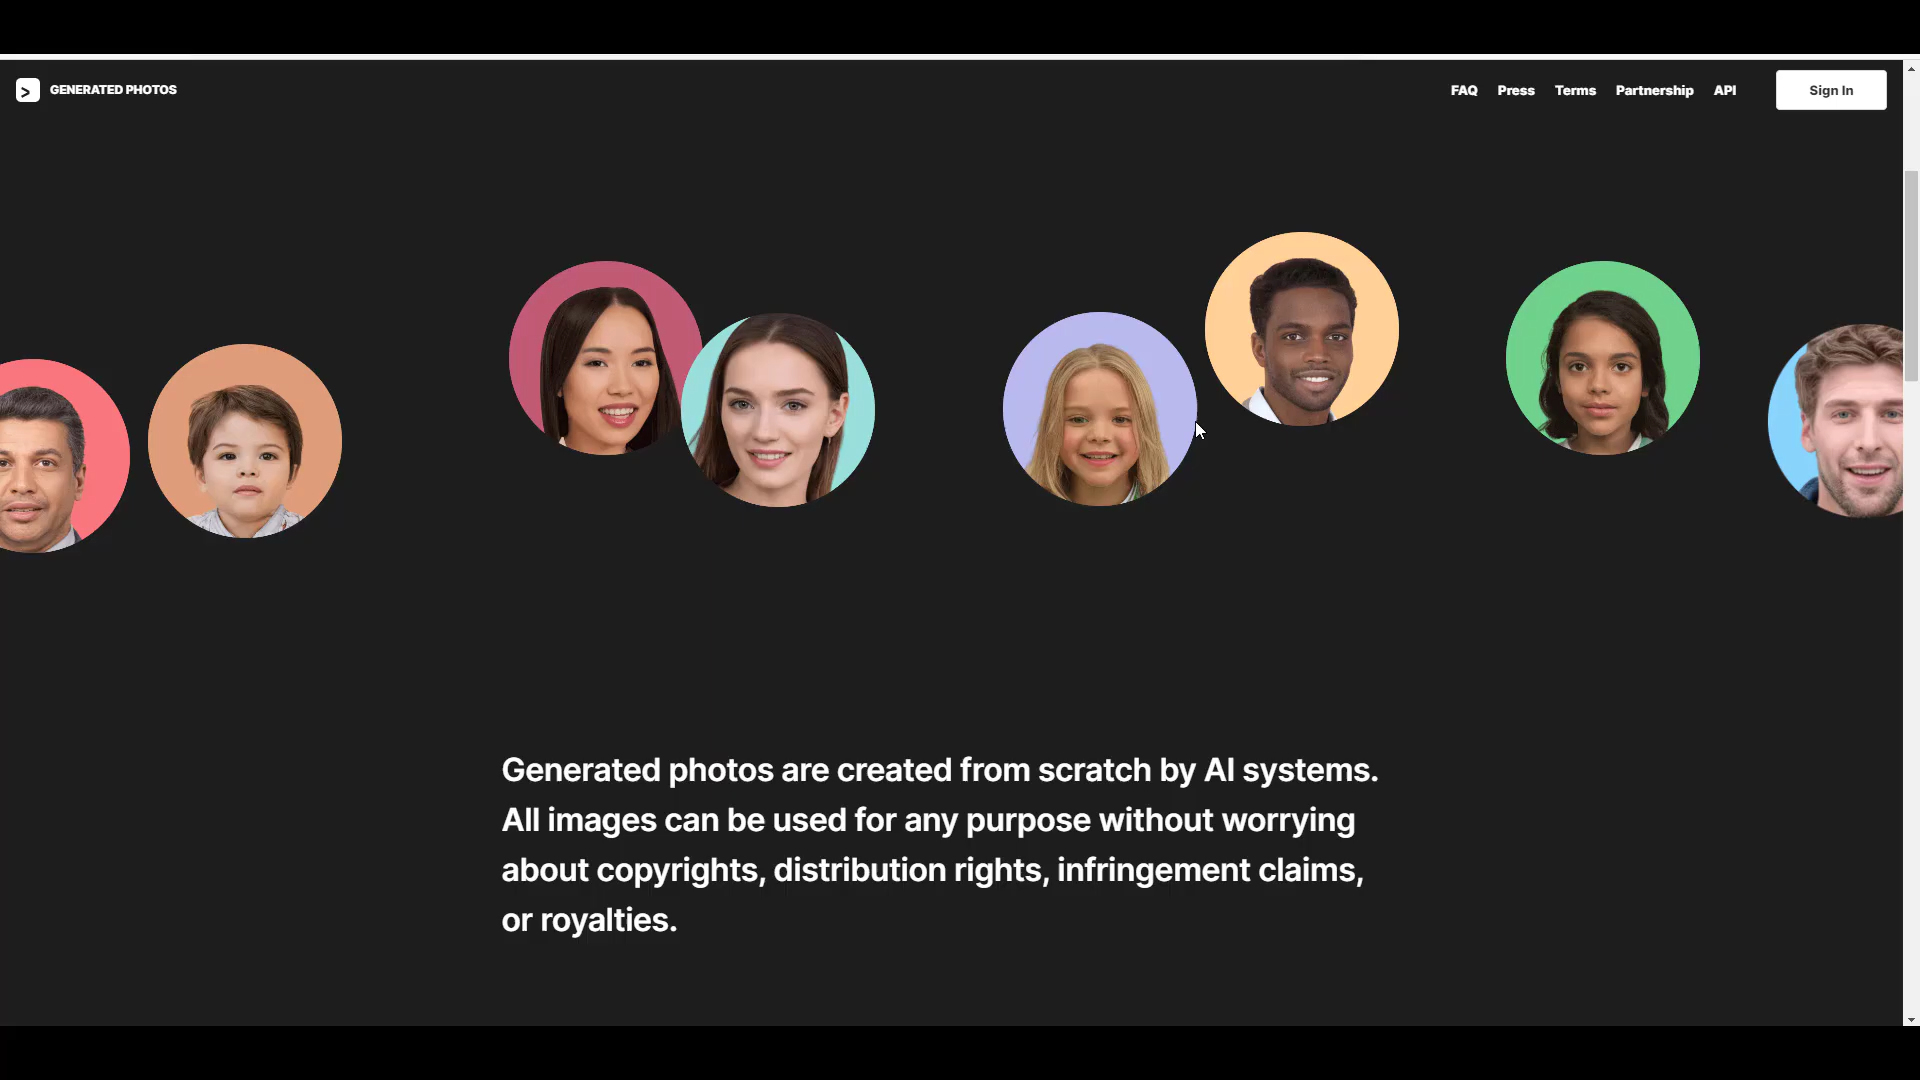 GENERATED PHOTOS
FAQ Press Terms Partnership API Sign In
Generated photos are created from scratch by AI systems.
All images can be used for any purpose without worrying
about copyrights, distribution rights, infringement claims,
or royalties.